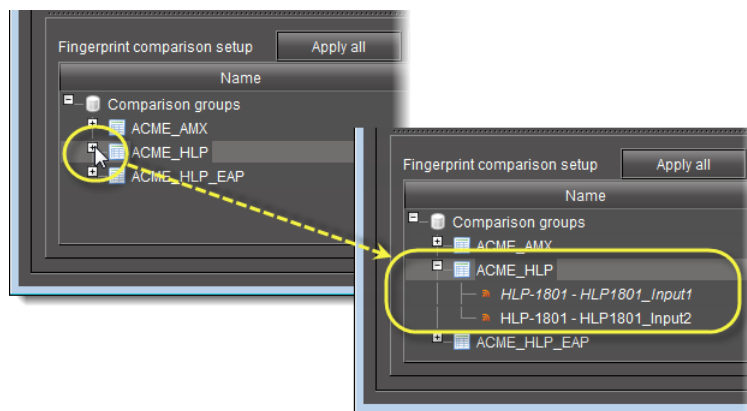 Fingerprint comparison setup Apply all
Name
Comparison groups
ACME_AMX
ACME_HLP
ACME_HLP_EAP
Fingerprint comparison setup Apply all
Name
Comparison groups
ACME_AMX
ACME_HLP
HLP-1801 - HLP1801_Input1
HLP-1801 - HLP1801_Input2
ACME_HLP_EAP